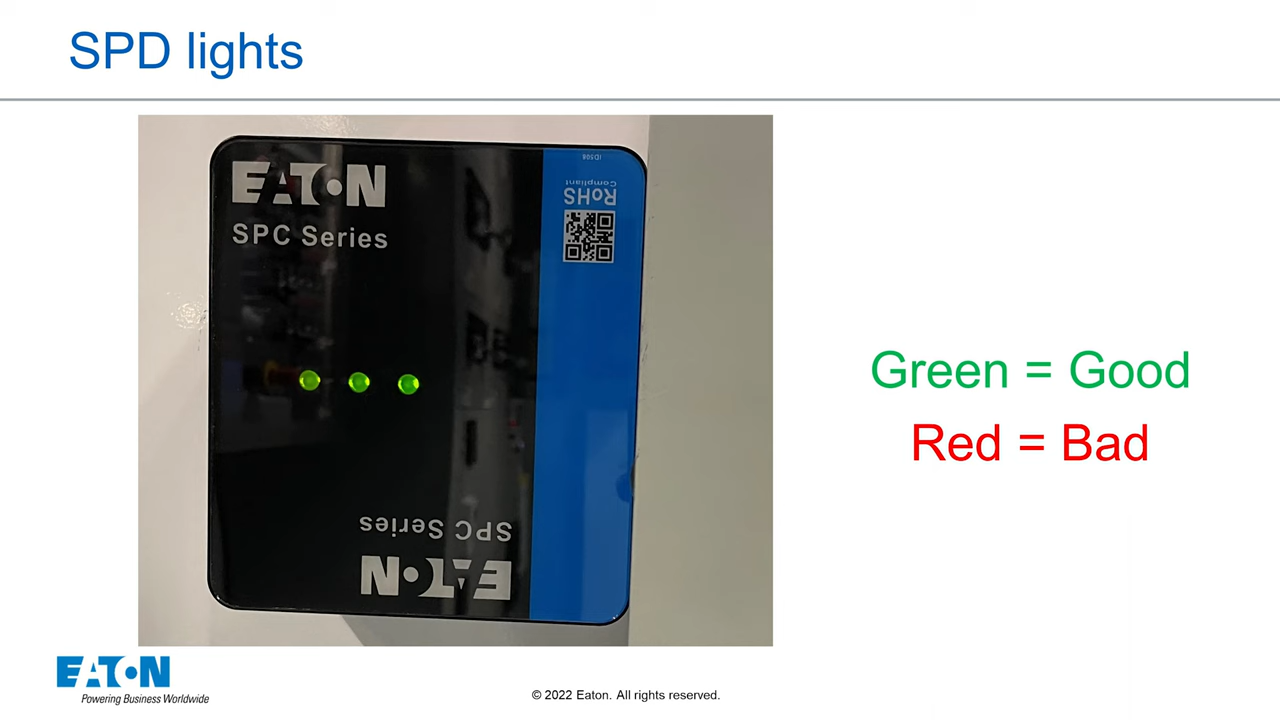 SPD lights
EATON
SPC Series
ID508
RoHS
Compliant
SPC Series
EATON
Green = Good
Red = Bad
EATON
Powering Business Worldwide
© 2022 Eaton. All rights reserved.